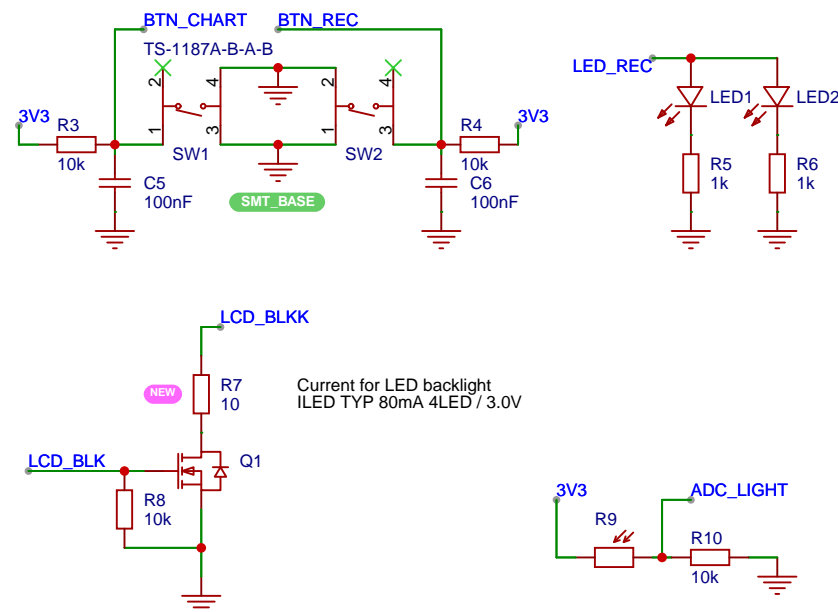 BTN_CHART
BTN_REC
TS-1187A-B-A-B
2
4
2
4
3V3
R3
10k
1
3
SW1
1
3
SW2
R4
10k
3V3
C5
100nF
SMT_BASE
C6
100nF
LED_REC
LED1
LED2
R5
1k
R6
1k
LCD_BLKK
NEW
R7
10
Current for LED backlight
ILED TYP 80mA 4LED / 3.0V
LCD_BLK
Q1
R8
10k
3V3
ADC_LIGHT
R9
R10
10k